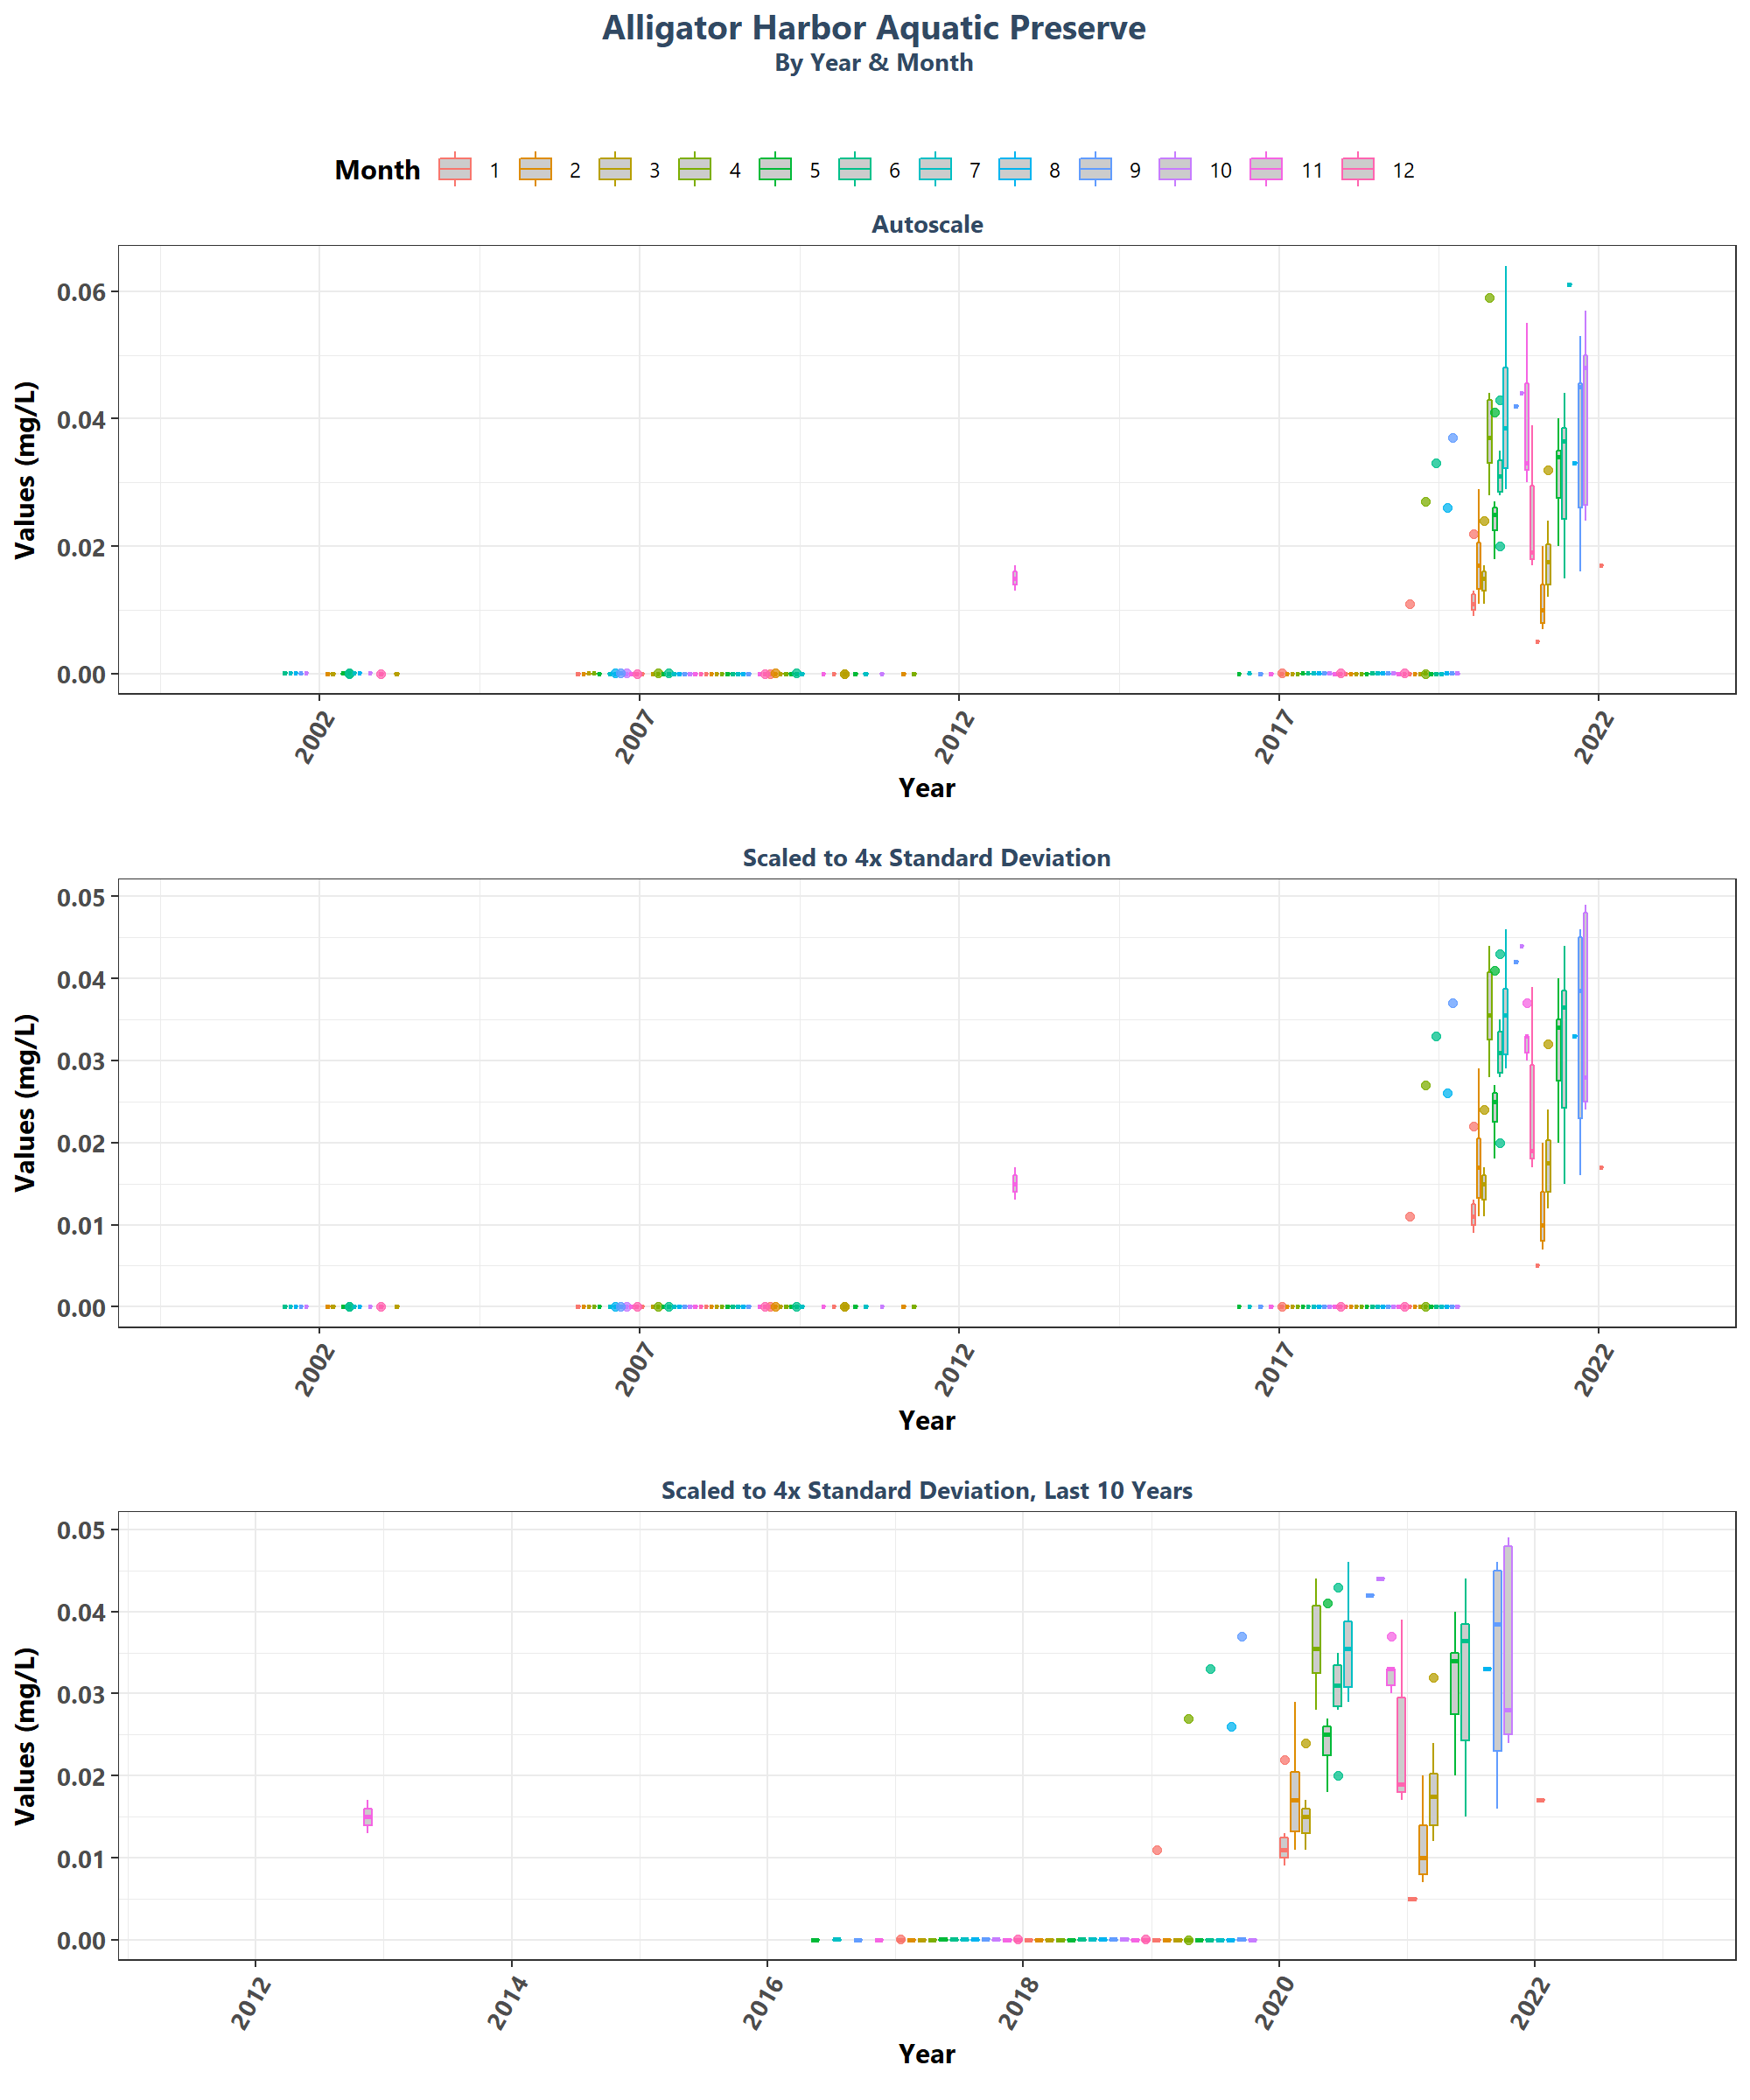 Alligator Harbor Aquatic Preserve
By Year & Month
Month 1 2 3 4 5 6 7 8 9 10 11 12
Autoscale
Values (mg/L)
0.06
0.04
0.02
0.00
2002 2007 2012 2017 2022
Year
Scaled to 4x Standard Deviation
Values (mg/L)
0.05
0.04
0.03
0.02
0.01
0.00
2002 2007 2012 2017 2022
Year
Scaled to 4x Standard Deviation, Last 10 Years
Values (mg/L)
0.05
0.04
0.03
0.02
0.01
0.00
2012 2014 2016 2018 2020 2022
Year